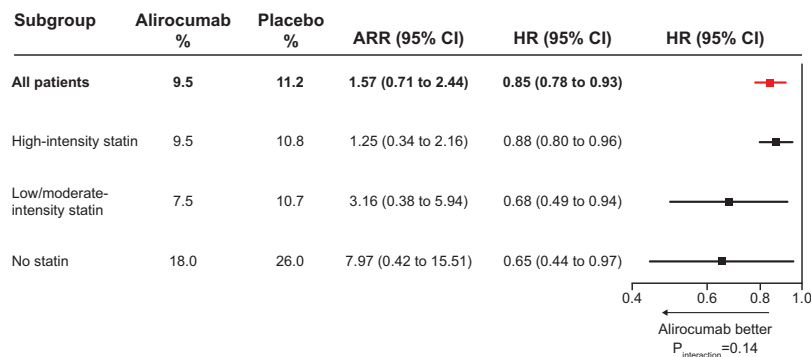 Subgroup Alirocumab % Placebo % ARR (95% CI) HR (95% CI) HR (95% CI)
All patients 9.5 11.2 1.57 (0.71 to 2.44) 0.85 (0.78 to 0.93)
High-intensity statin 9.5 10.8 1.25 (0.34 to 2.16) 0.88 (0.80 to 0.96)
Low/moderate-
intensity statin 7.5 10.7 3.16 (0.38 to 5.94) 0.68 (0.49 to 0.94)
No statin 18.0 26.0 7.97 (0.42 to 15.51) 0.65 (0.44 to 0.97)
0.4 0.6 0.8 1.0
Alirocumab better
Pinteraction=0.14